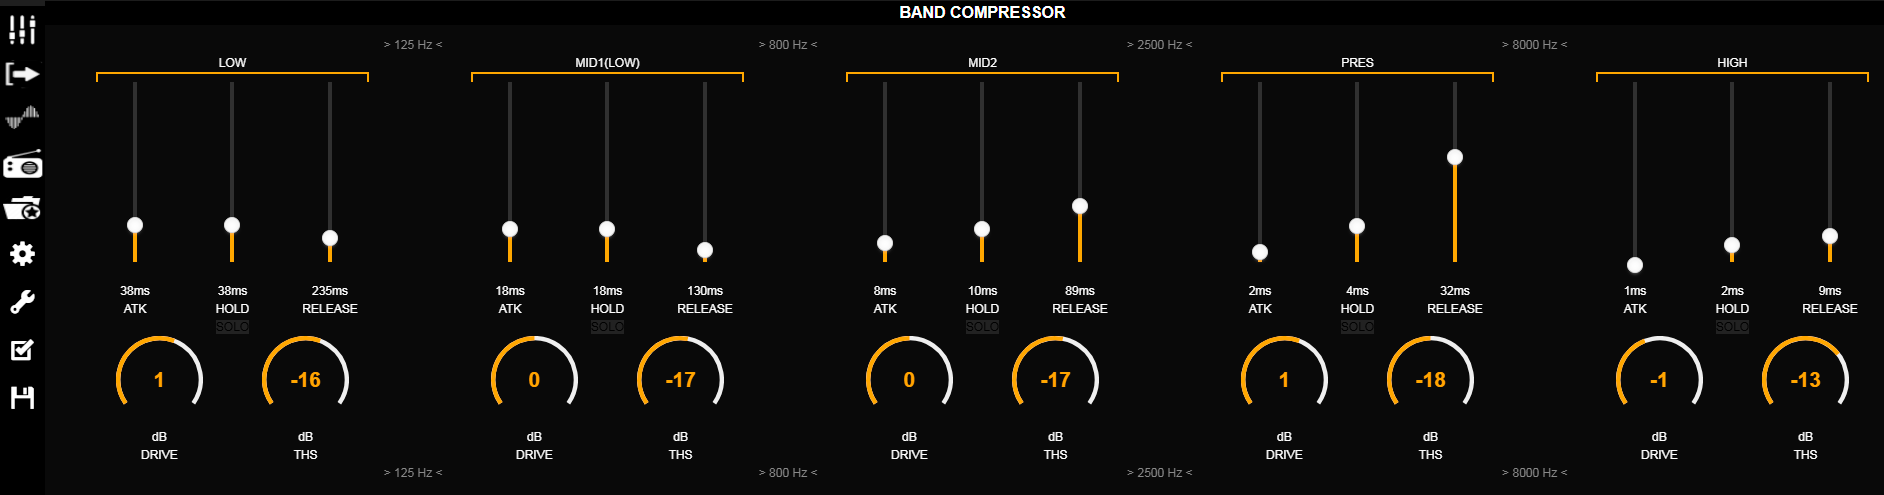 BAND COMPRESSOR
> 125 Hz < > 800 Hz < > 2500 Hz < > 8000 Hz <
LOW MID1(LOW) MID2 PRES HIGH
38ms 38ms 235ms 18ms 18ms 130ms 8ms 10ms 89ms 2ms 4ms 32ms 1ms 2ms 9ms
ATK HOLD RELEASE ATK HOLD RELEASE ATK HOLD RELEASE ATK HOLD RELEASE ATK HOLD RELEASE
SOLO SOLO SOLO SOLO SOLO
1 -16 0 -17 0 -17 1 -18 -1 -13
dB dB dB dB dB dB dB dB dB dB
DRIVE THS DRIVE THS DRIVE THS DRIVE THS DRIVE THS
> 125 Hz < > 800 Hz < > 2500 Hz < > 8000 Hz <